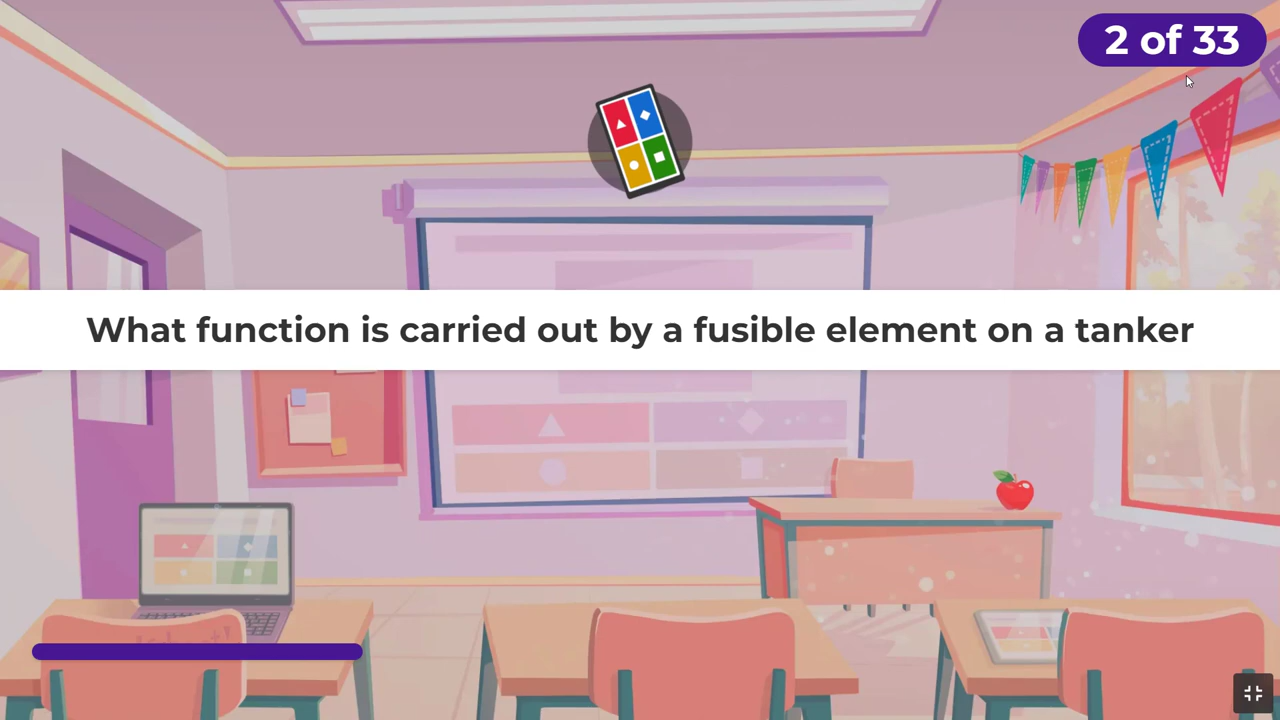 2 of 33
What function is carried out by a fusible element on a tanker